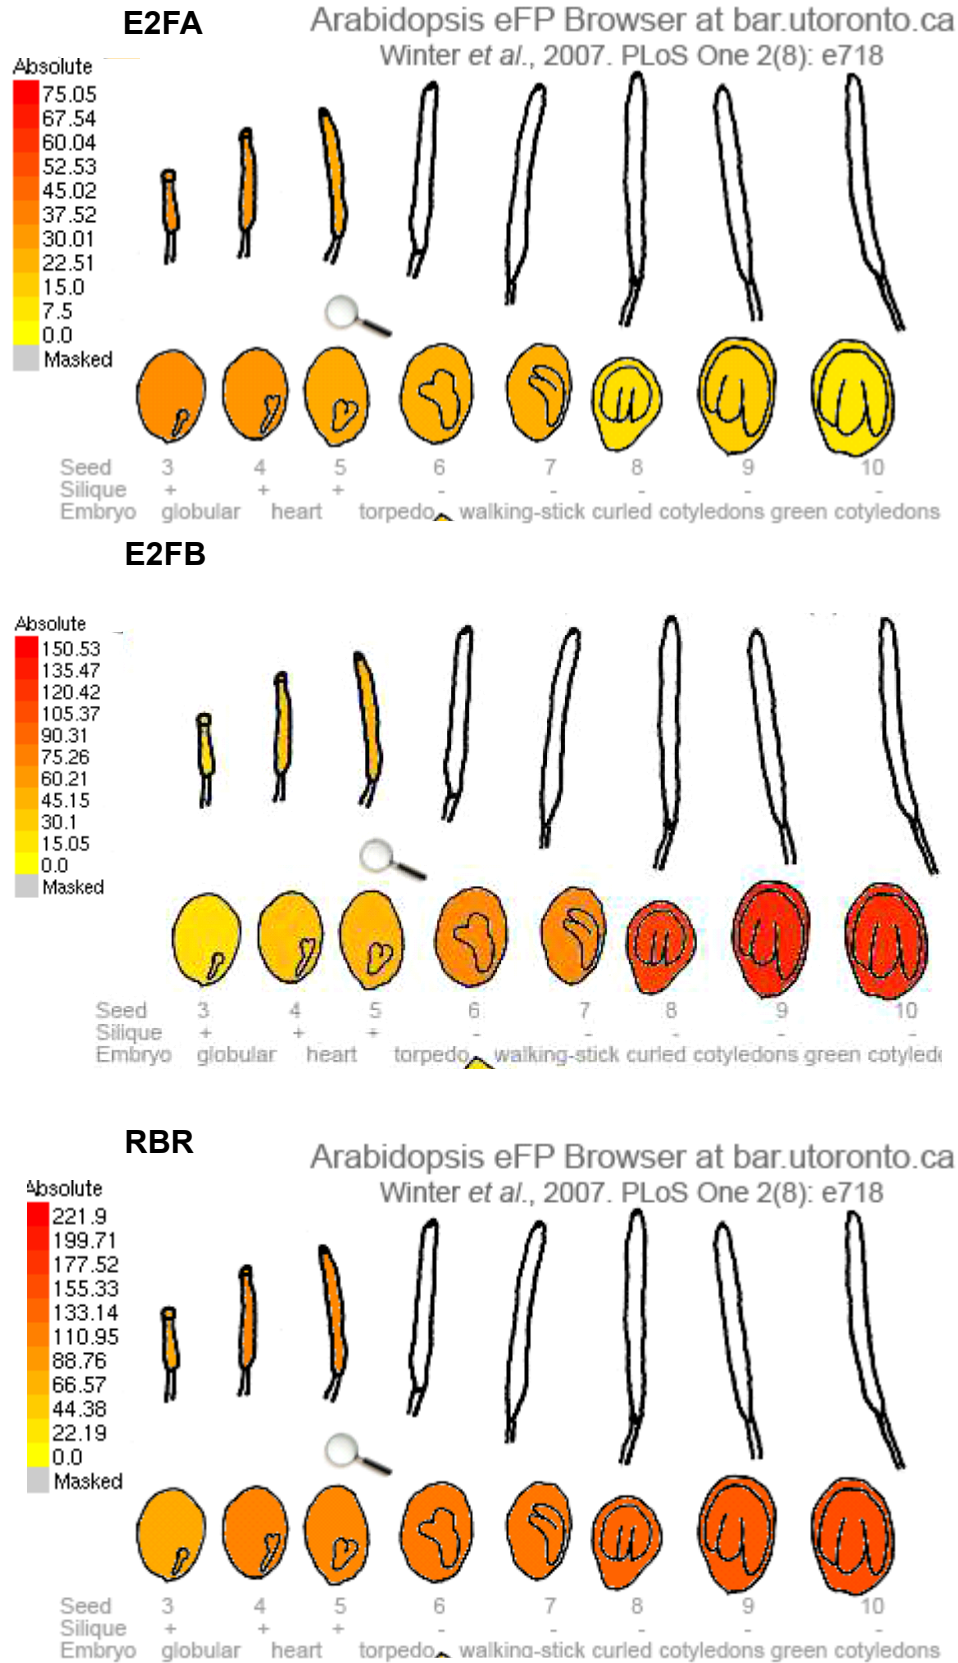 E2FA
Arabidopsis eFP Browser at bar.utoronto.ca
Winter et al., 2007. PLoS One 2(8): e718
Absolute
75.05
67.54
60.04
52.53
45.02
37.52
30.01
22.51
15.0
7.5
0.0
Masked
Seed 3 4 5 6 7 8 9 10
Silique + + + - - - - -
Embryo globular heart torpedo walking-stick curled cotyledons green cotyledons
E2FB
Absolute
150.53
135.47
120.42
105.37
90.31
75.26
60.21
45.15
30.1
15.05
0.0
Masked
Seed 3 4 5 6 7 8 9 10
Silique + + + - - - - -
Embryo globular heart torpedo walking-stick curled cotyledons green cotyled
RBR
Arabidopsis eFP Browser at bar.utoronto.ca
Winter et al., 2007. PLoS One 2(8): e718
Absolute
221.9
199.71
177.52
155.33
133.14
110.95
88.76
66.57
44.38
22.19
0.0
Masked
Seed 3 4 5 6 7 8 9 10
Silique + + + - - - - -
Embryo globular heart torpedo walking-stick curled cotyledons green cotyledons